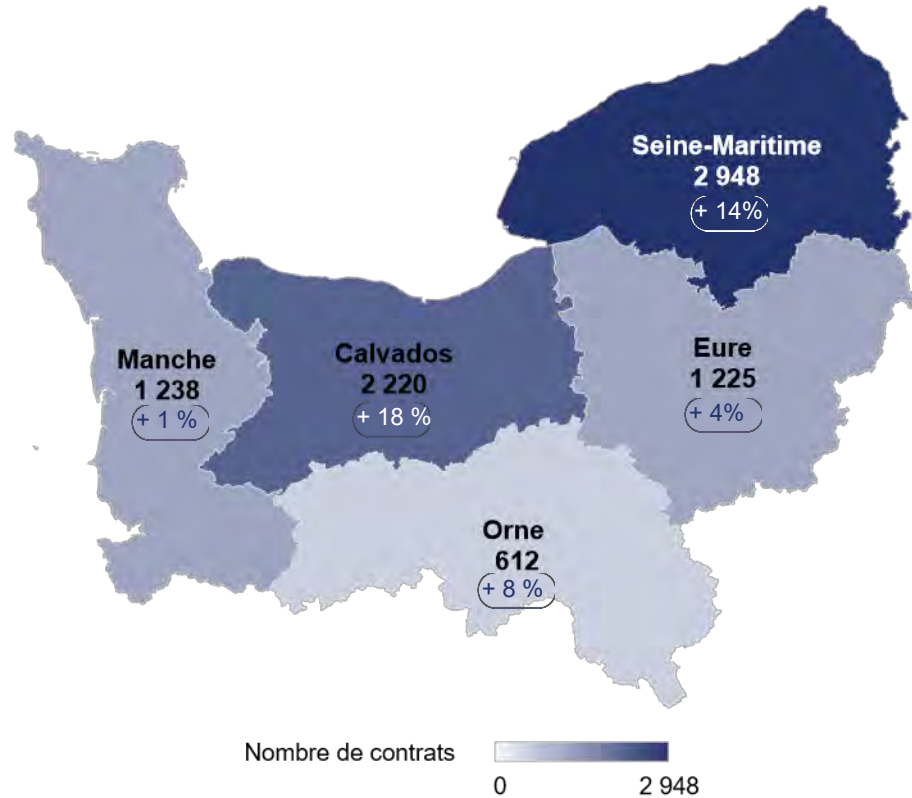 Seine-Maritime
2 948
+ 14%
Manche
1 238
+ 1 %
Calvados
2 220
+ 18 %
Eure
1 225
+ 4%
Orne
612
+ 8 %
Nombre de contrats
0
2 948